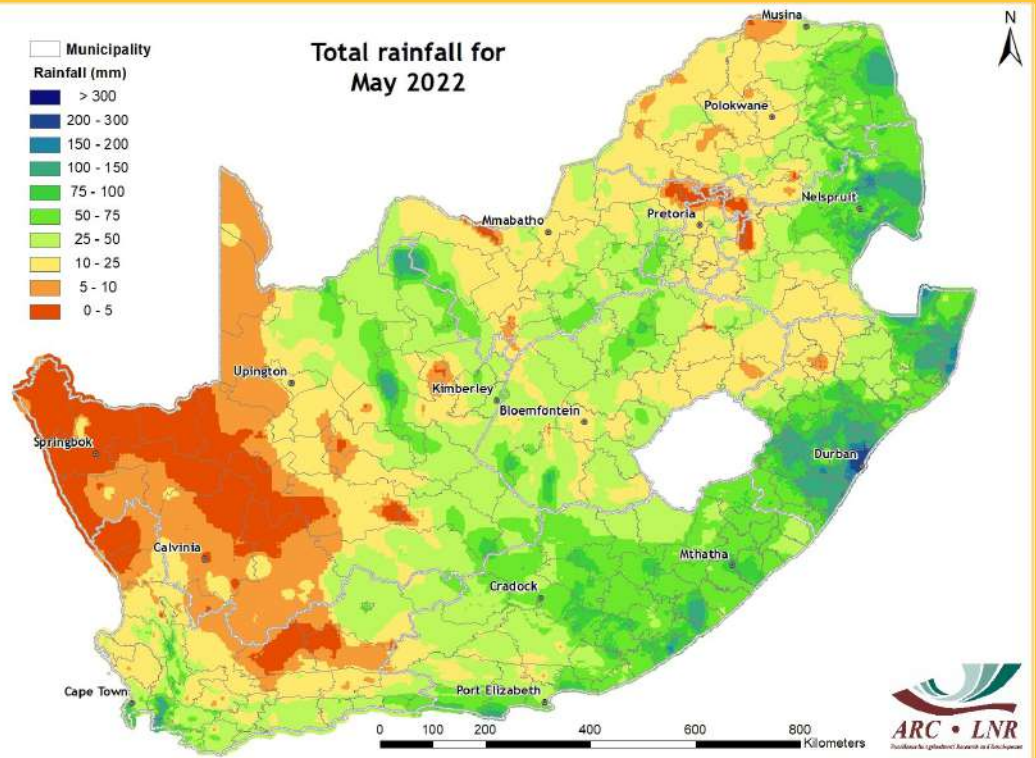 Total rainfall for
May 2022
N
Municipality
Rainfall (mm)
> 300
200 - 300
150 - 200
100 - 150
75 - 100
50 - 75
25 - 50
10 - 25
5 - 10
0 - 5
Musina
Polokwane
Nelspruit
Pretoria
Mmabatho
Upington
Kimberley
Bloemfontein
Springbok
Durban
Calvinia
Mthatha
Cradock
Cape Town
Port Elizabeth
0 100 200 400 600 800
Kilometers
ARC • LNR